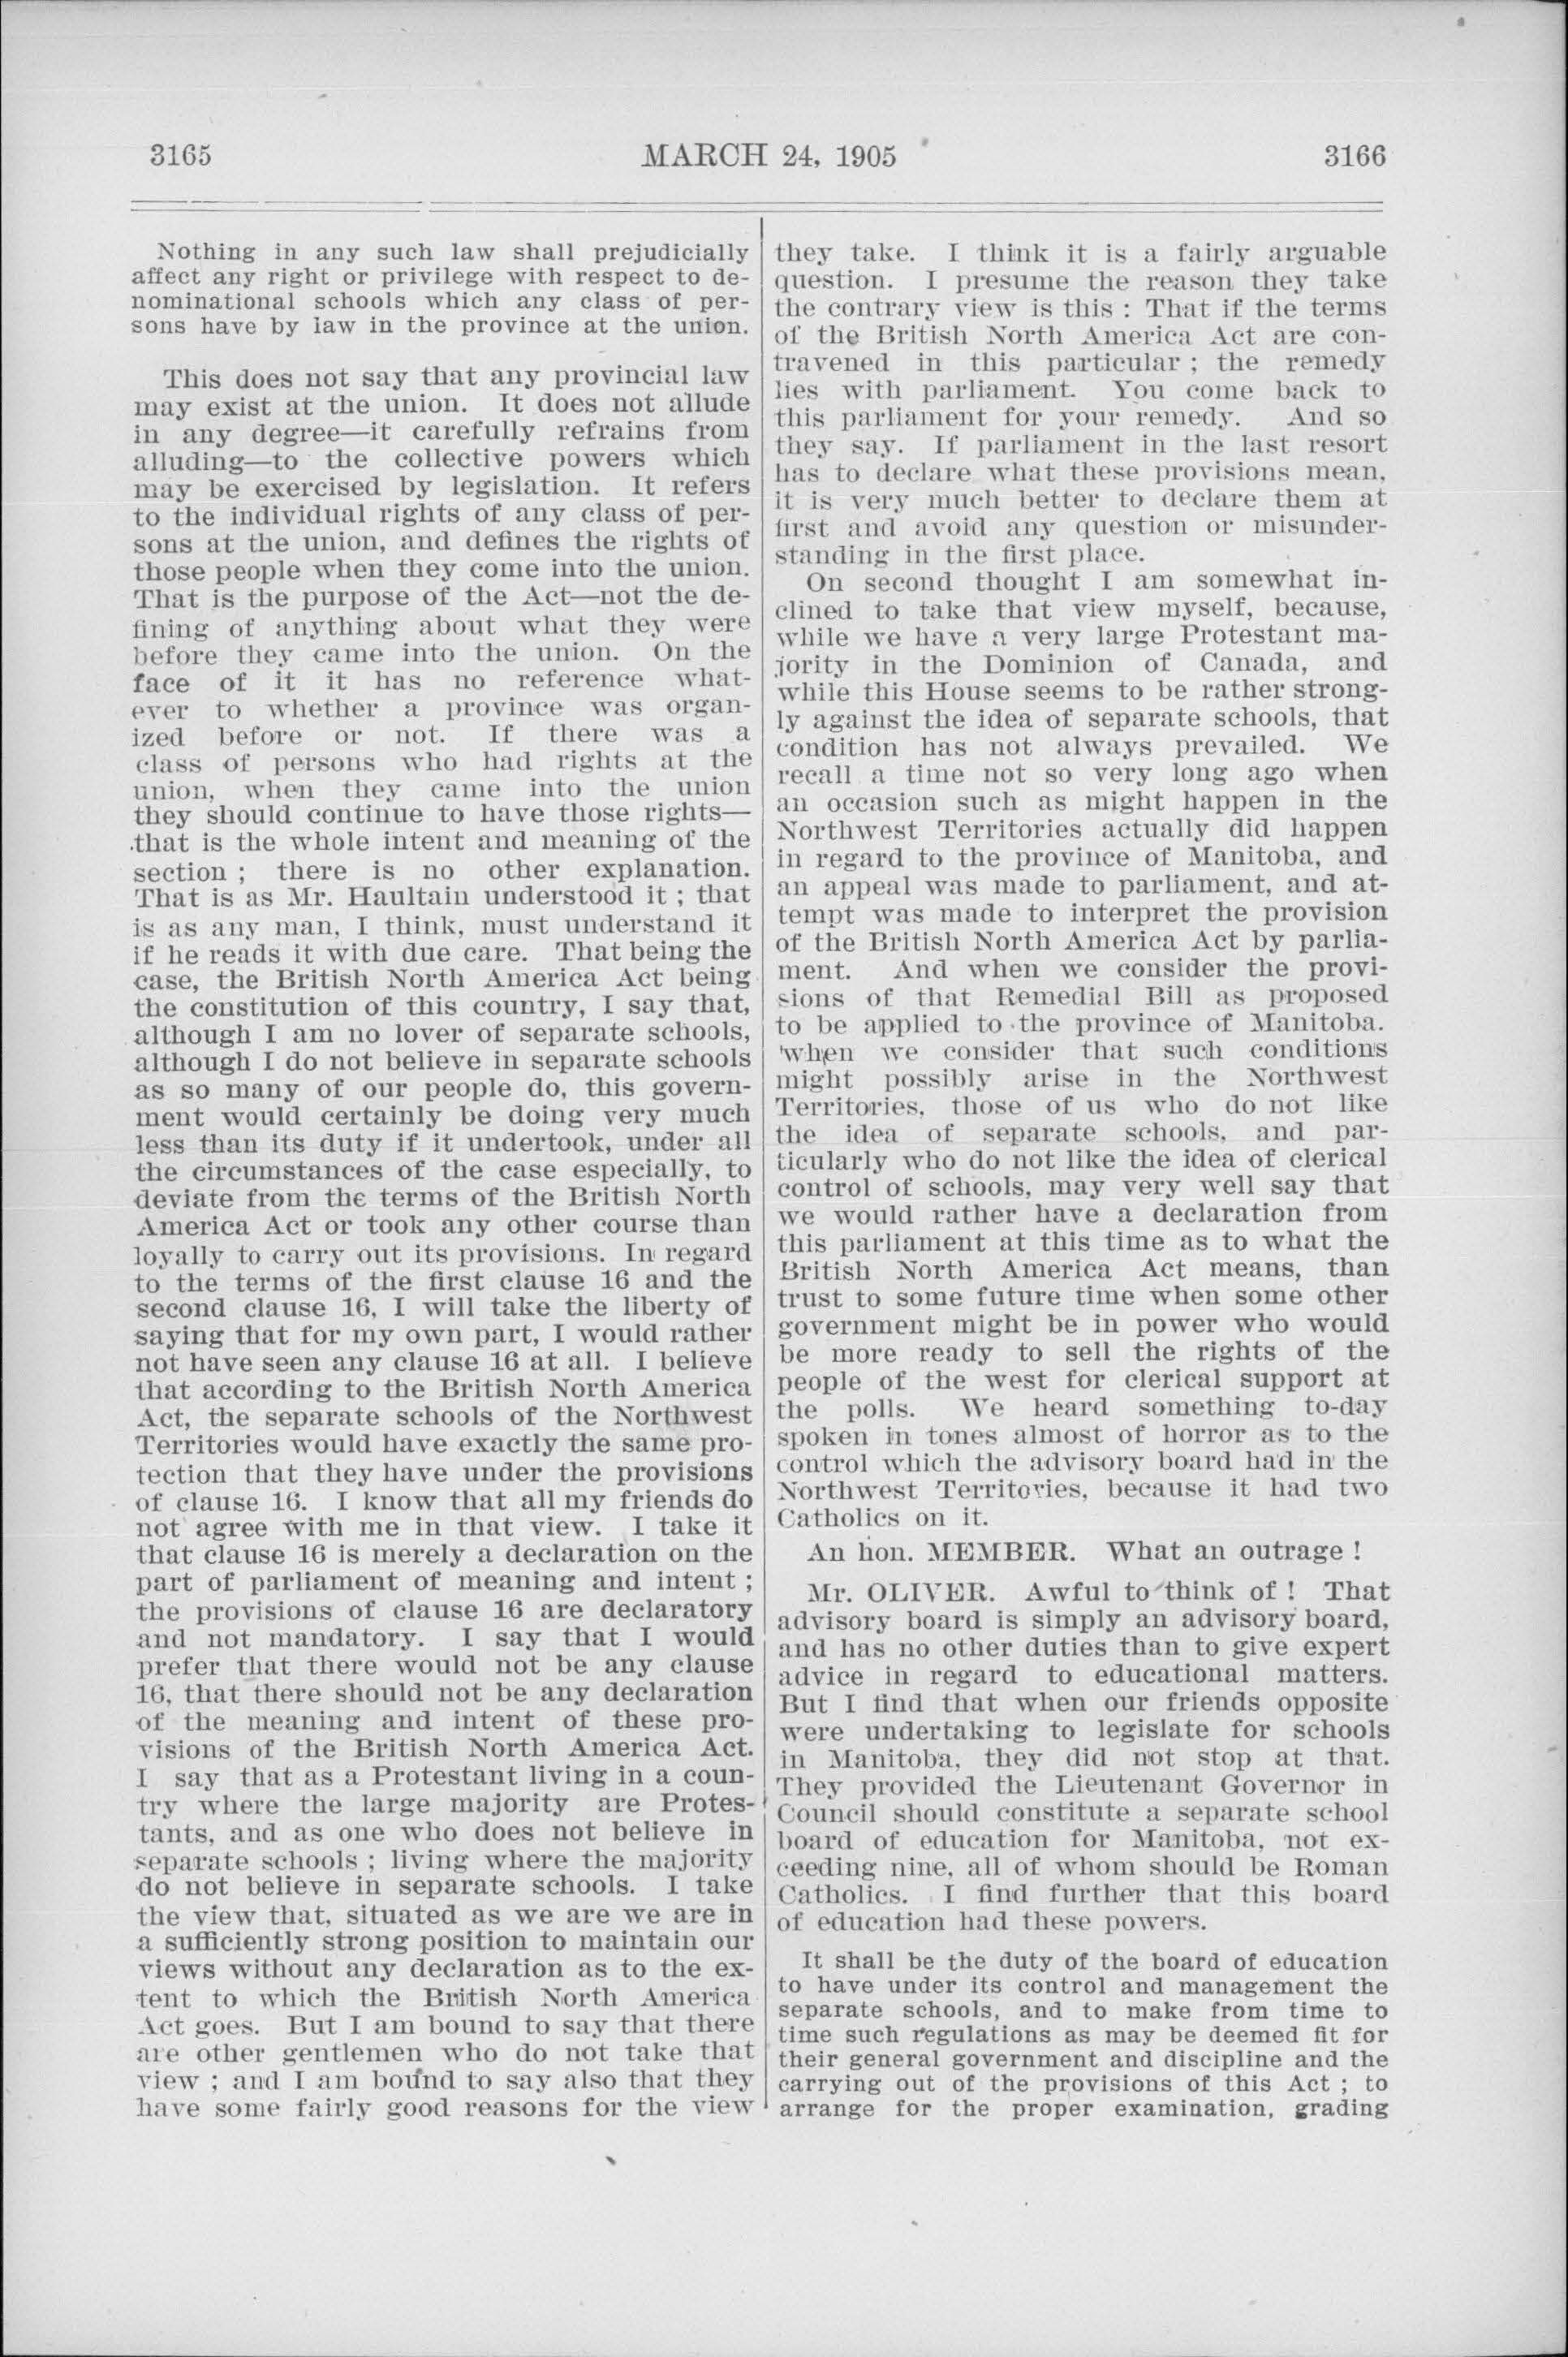 3165 MARCH 24, 1905 3166
Nothing in any such law shall prejudicially
affect any right or privilege with respect to de-
nominational schools which any class of per-
sons have by law in the province at the union.
This does not say that any provincial law
may exist at the union. It does not allude
in any degree—it carefully refrains from
alluding—to the collective powers which
may be exercised by legislation. It refers
to the individual rights of any class of per-
sons at the union, and defines the rights of
those people when they come into the union.
That is the purpose of the Act—not the de-
fining of anything about what they were
before they came into the union. On the
face of it it has no reference what-
ever to whether a province was organ-
ized before or not. If there was a
class of persons who had rights at the
union, when they came into the union
they should continue to have those rights—
that is the whole intent and meaning of the
section ; there is no other explanation.
That is as Mr. Haultain understood it ; that
is as any man, I think, must understand it
if he reads it with due care. That being the
case, the British North America Act being
the constitution of this country, I say that,
although I am no lover of separate schools,
although I do not believe in separate schools
as so many of our people do, this govern-
ment would certainly be doing very much
less than its duty if it undertook, under all
the circumstances of the case especially, to
deviate from the terms of the British North
America Act or took any other course than
loyally to carry out its provisions. In regard
to the terms of the first clause 16 and the
second clause 16, I will take the liberty of
saying that for my own part, I would rather
not have seen any clause 16 at all. I believe
that according to the British North America
Act, the separate schools of the Northwest
Territories would have exactly the same pro-
tection that they have under the provisions
of clause 16. I know that all my friends do
not agree with me in that view. I take it
that clause 16 is merely a declaration on the
part of parliament of meaning and intent ;
the provisions of clause 16 are declaratory
and not mandatory. I say that I would
prefer that there would not be any clause
16, that there should not be any declaration
of the meaning and intent of these pro-
visions of the British North America Act.
I say that as a Protestant living in a coun-
try where the large majority are Protes-
tants, and as one who does not believe in
separate schools ; living where the majority
do not believe in separate schools. I take
the view that, situated as we are we are in
a sufficiently strong position to maintain our
views without any declaration as to the ex-
tent to which the British North America
Act goes. But I am bound to say that there
are other gentlemen who do not take that
view ; and I am bound to say also that they
have some fairly good reasons for the view
they take. I think it is a fairly arguable
question. I presume the reason they take
the contrary view is this : That if the terms
of the British North America Act are con-
travened in this particular ; the remedy
lies with parliament. You come back to
this parliament for your remedy. And so
they say. If parliament in the last resort
has to declare what these provisions mean,
it is very much better to declare them at
first and avoid any question or misunder-
standing in the first place.
On second thought I am somewhat in-
clined to take that view myself, because,
while we have a very large Protestant ma-
jority in the Dominion of Canada, and
while this House seems to be rather strong-
ly against the idea of separate schools, that
condition has not always prevailed. We
recall a time not so very long ago when
an occasion such as might happen in the
Northwest Territories actually did happen
in regard to the province of Manitoba, and
an appeal was made to parliament, and at-
tempt was made to interpret the provision
of the British North America Act by parlia-
ment. And when we consider the provi-
sions of that Remedial Bill as proposed
to be applied to the province of Manitoba.
when we consider that such conditions
might possibly arise in the Northwest
Territories, those of us who do not like
the idea of separate schools, and par-
ticularly who do not like the idea of clerical
control of schools, may very well say that
we would rather have a declaration from
this parliament at this time as to what the
British North America Act means, than
trust to some future time when some other
government might be in power who would
be more ready to sell the rights of the
people of the west for clerical support at
the polls. We heard something to-day
spoken in tones almost of horror as to the
control which the advisory board had in the
Northwest Territories, because it had two
Catholics on it.
An hon. MEMBER. What an outrage !
Mr. OLIVER. Awful to think of ! That
advisory board is simply an advisory board,
and has no other duties than to give expert
advice in regard to educational matters.
But I find that when our friends opposite
were undertaking to legislate for schools
in Manitoba, they did not stop at that.
They provided the Lieutenant Governor in
Council should constitute a separate school
board of education for Manitoba, not ex-
ceeding nine, all of whom should be Roman
Catholics. I find further that this board
of education had these powers.
It shall be the duty of the board of education
to have under its control and management the
separate schools, and to make from time to
time such regulations as may be deemed fit for
their general government and discipline and the
carrying out of the provisions of this Act ; to
arrange for the proper examination, grading